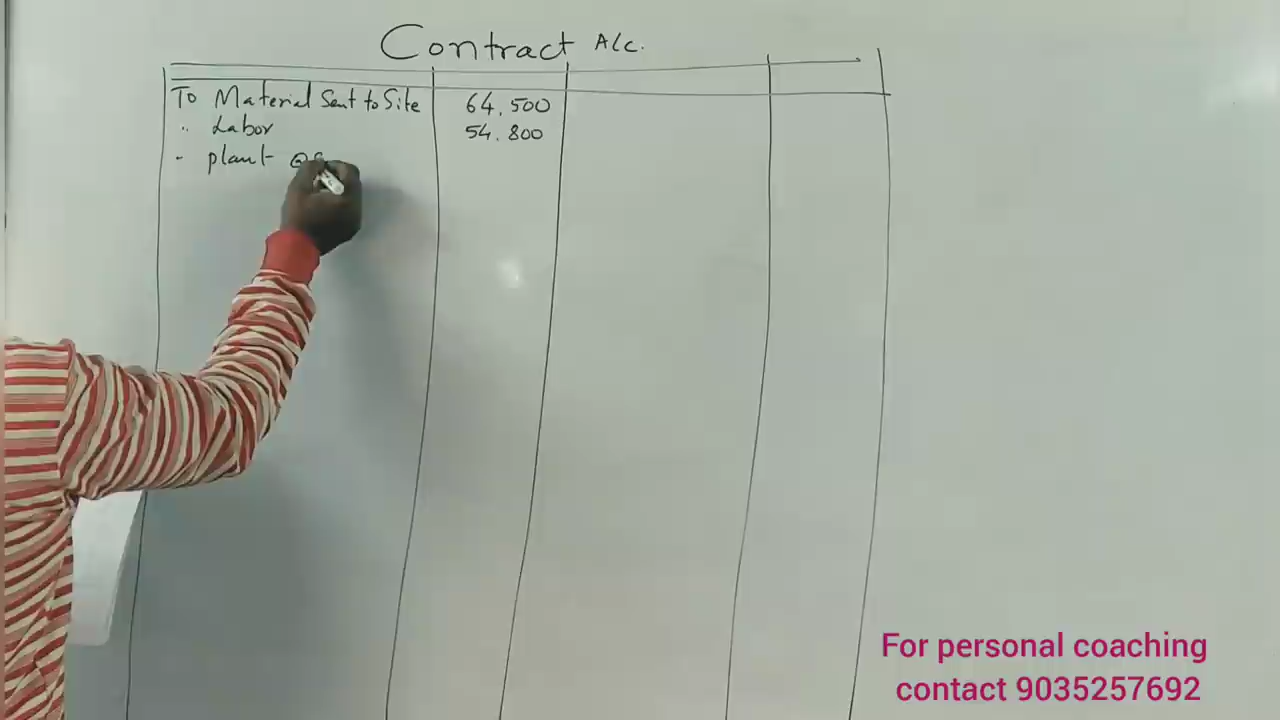 Contract A/c.
To Material Sent to Site 64,500
" Labor 54,800
" plant @
For personal coaching
contact 9035257692